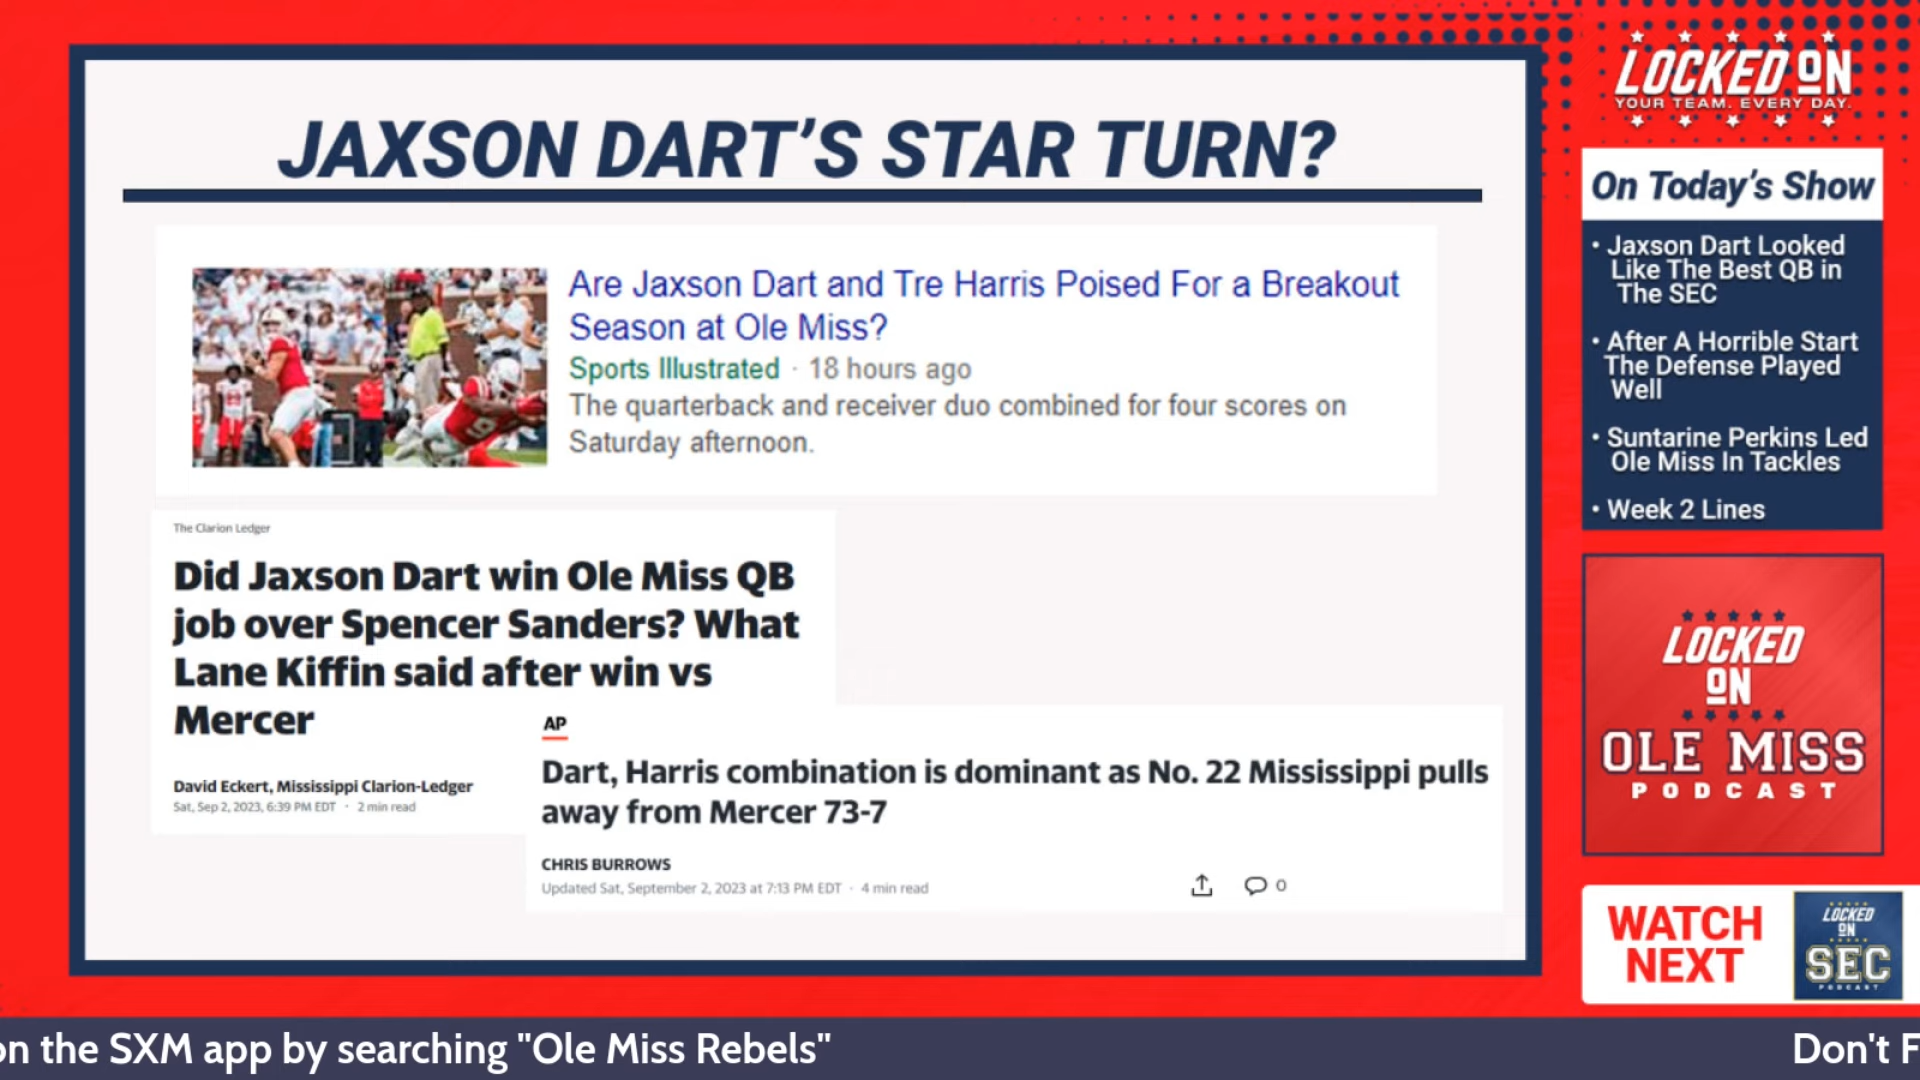 JAXSON DART'S STAR TURN?
Are Jaxson Dart and Tre Harris Poised For a Breakout
Season at Ole Miss?
Sports Illustrated · 18 hours ago
The quarterback and receiver duo combined for four scores on
Saturday afternoon.
The Clarion Ledger
Did Jaxson Dart win Ole Miss QB
job over Spencer Sanders? What
Lane Kiffin said after win vs
Mercer
David Eckert, Mississippi Clarion-Ledger
Sat, Sep 2, 2023, 6:39 PM EDT · 2 min read
AP
Dart, Harris combination is dominant as No. 22 Mississippi pulls
away from Mercer 73-7
CHRIS BURROWS
Updated Sat, September 2, 2023 at 7:13 PM EDT · 4 min read
0
LOCKED ON
YOUR TEAM. EVERY DAY.
On Today's Show
• Jaxson Dart Looked
Like The Best QB in
The SEC
• After A Horrible Start
The Defense Played
Well
• Suntarine Perkins Led
Ole Miss In Tackles
• Week 2 Lines
LOCKED
ON
OLE MISS
PODCAST
WATCH
NEXT
LOCKED
ON
SEC
PODCAST
on the SXM app by searching "Ole Miss Rebels"
Don't F